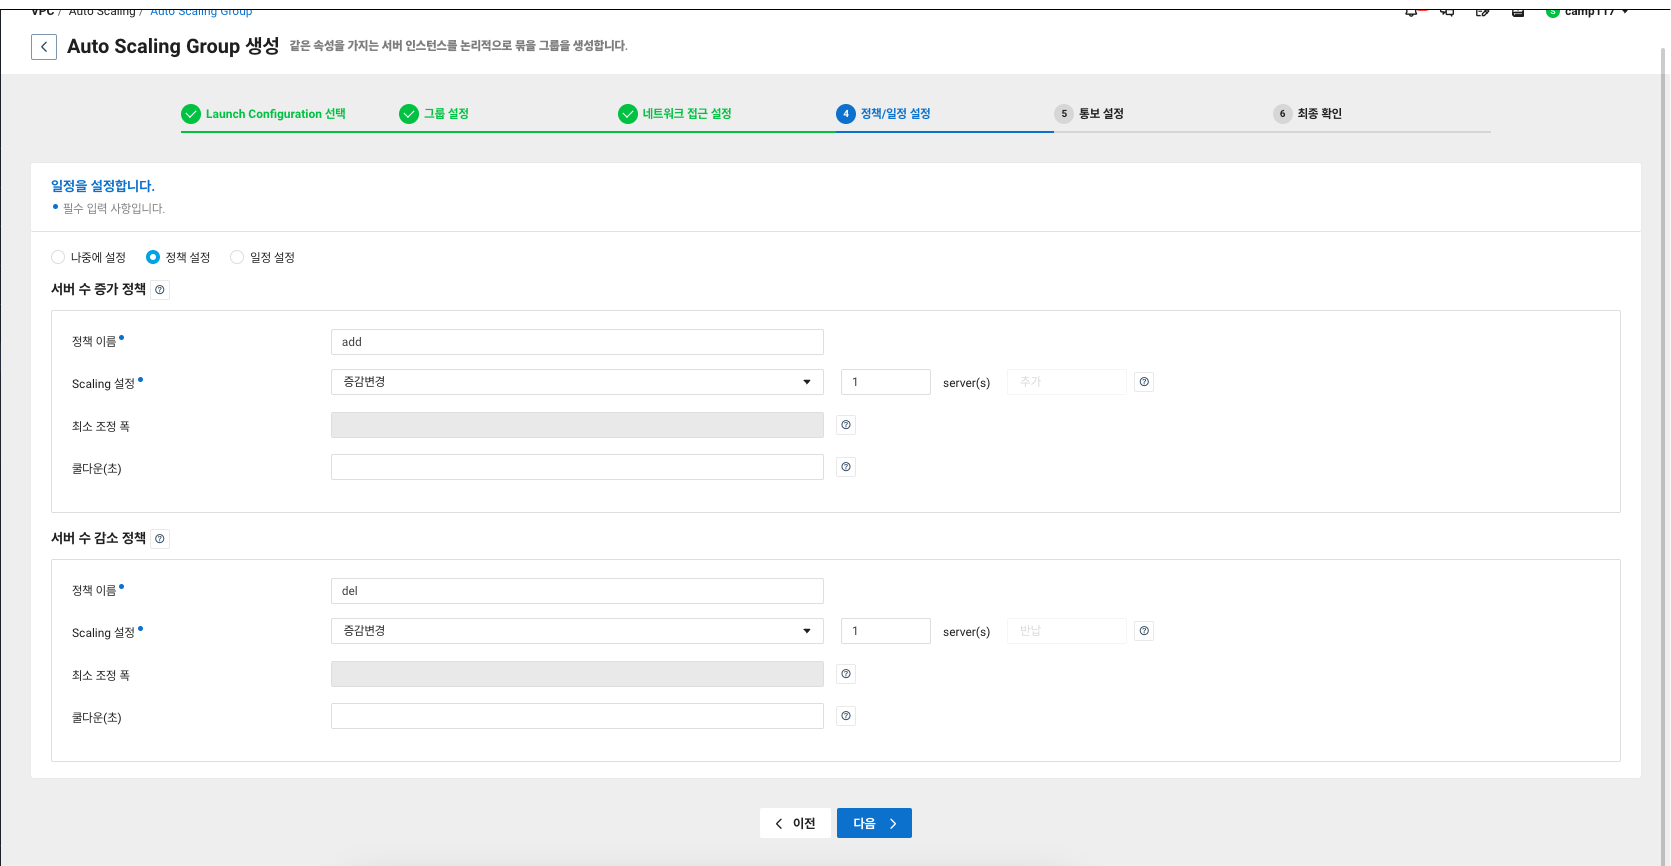 VPC / Auto Scaling / Auto Scaling Group
camp117
Auto Scaling Group 생성 같은 속성을 가지는 서버 인스턴스를 논리적으로 묶을 그룹을 생성합니다.
Launch Configuration 선택
그룹 설정
네트워크 접근 설정
4 정책/일정 설정
5 통보 설정
6 최종 확인
일정을 설정합니다.
필수 입력 사항입니다.
나중에 설정 정책 설정 일정 설정
서버 수 증가 정책
정책 이름 add
Scaling 설정 증감변경 1 server(s) 추가
최소 조정 폭
쿨다운(초)
서버 수 감소 정책
정책 이름 del
Scaling 설정 증감변경 1 server(s) 반납
최소 조정 폭
쿨다운(초)
이전 다음